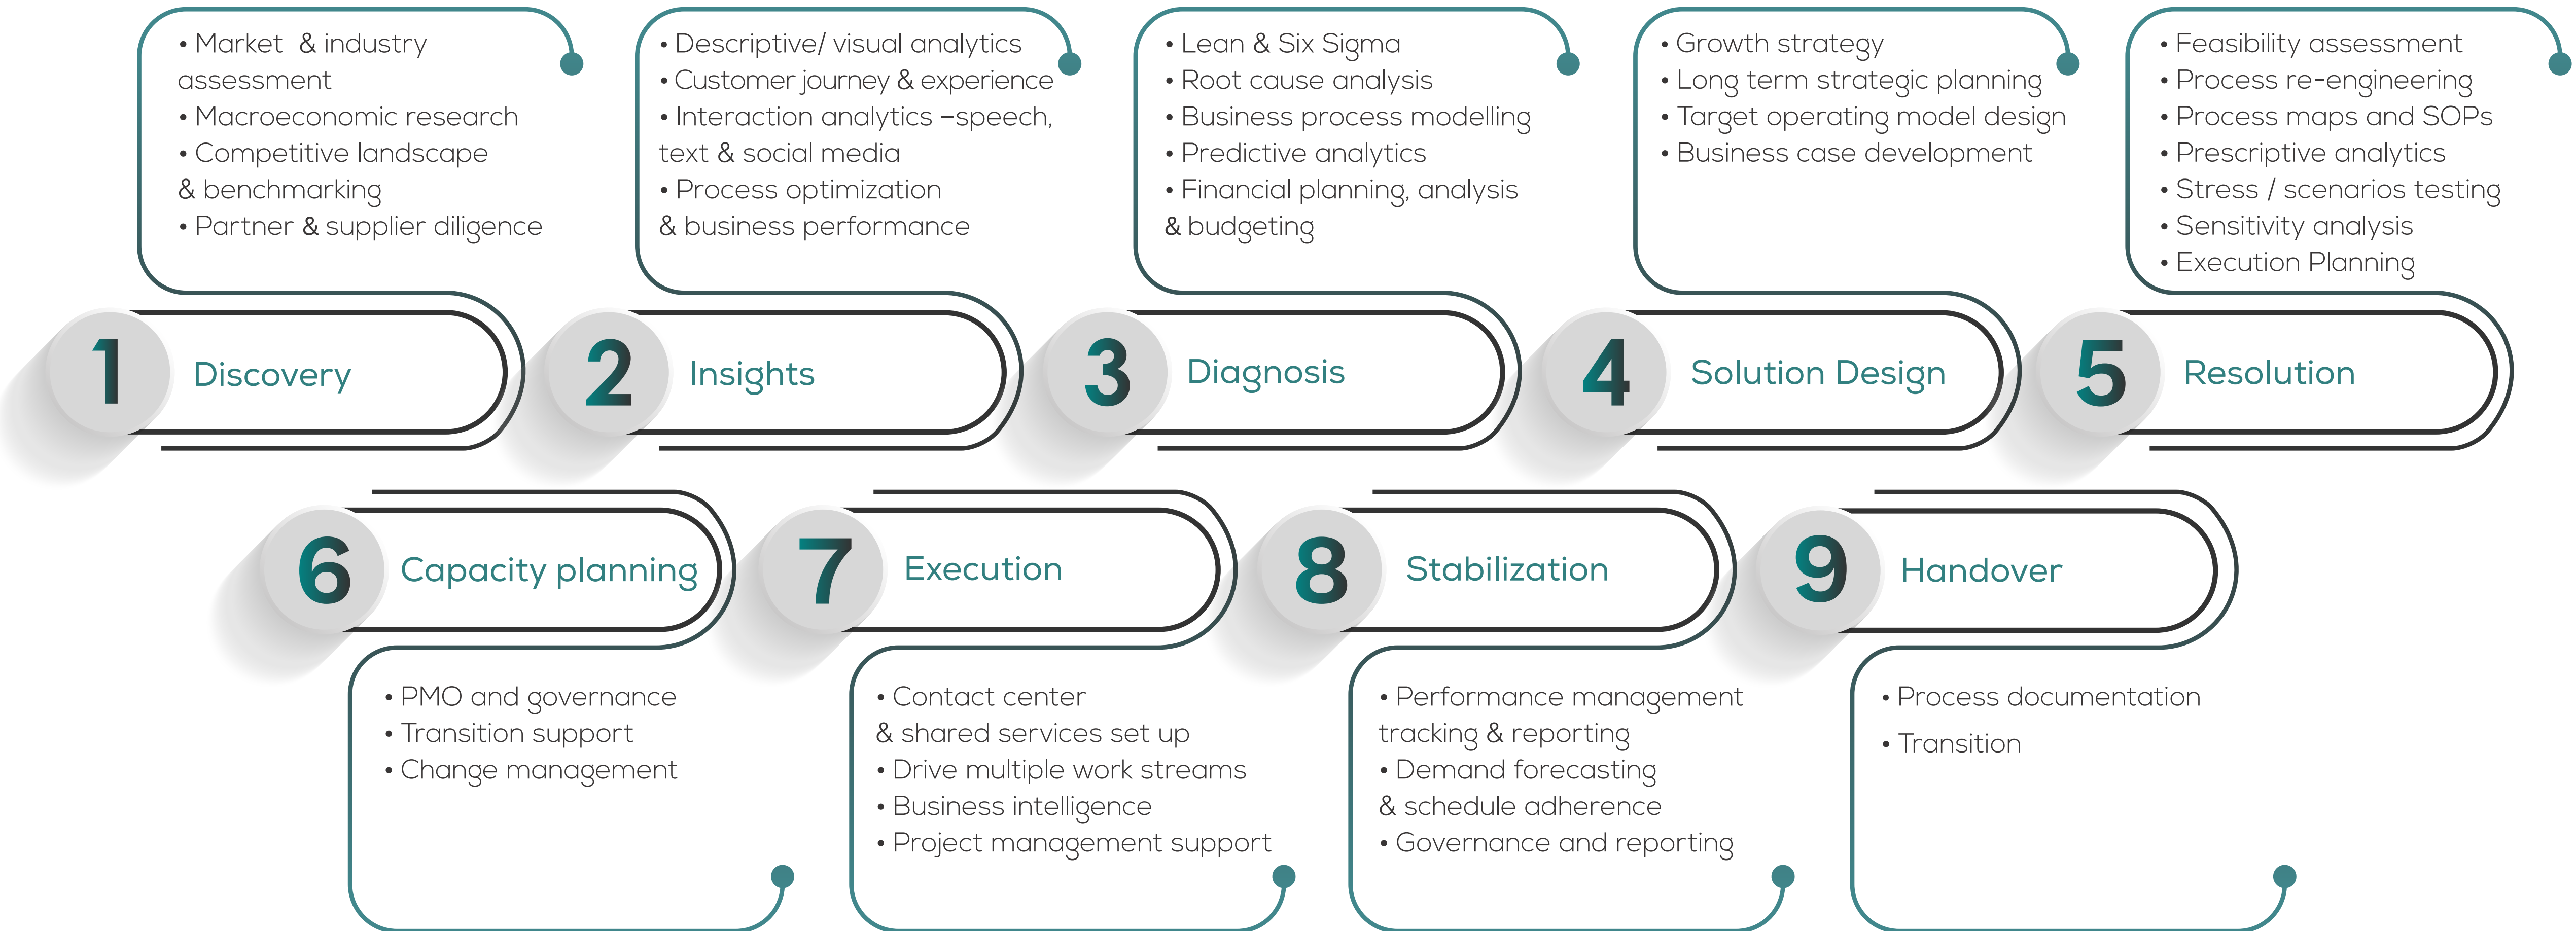 • Market & industry
assessment
• Macroeconomic research
• Competitive landscape
& benchmarking
• Partner & supplier diligence
1
Discovery
• Descriptive/ visual analytics
• Customer journey & experience
• Interaction analytics –speech,
text & social media
• Process optimization
& business performance
2
Insights
• Lean & Six Sigma
• Root cause analysis
• Business process modelling
• Predictive analytics
• Financial planning, analysis
& budgeting
3
Diagnosis
• Growth strategy
• Long term strategic planning
• Target operating model design
• Business case development
4
Solution Design
• Feasibility assessment
• Process re-engineering
• Process maps and SOPs
• Prescriptive analytics
• Stress / scenarios testing
• Sensitivity analysis
• Execution Planning
5
Resolution
6
Capacity planning
• PMO and governance
• Transition support
• Change management
7
Execution
• Contact center
& shared services set up
• Drive multiple work streams
• Business intelligence
• Project management support
8
Stabilization
• Performance management
tracking & reporting
• Demand forecasting
& schedule adherence
• Governance and reporting
9
Handover
• Process documentation
• Transition